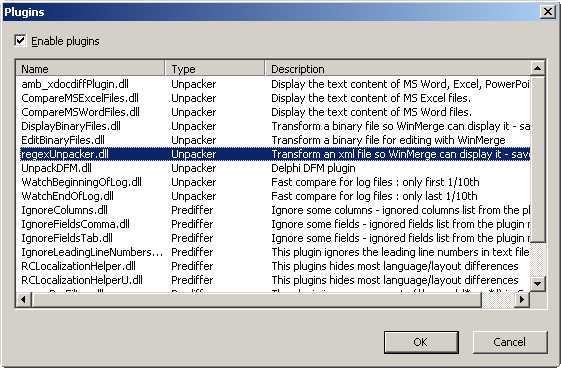 Plugins
Enable plugins
Name Type Description
amb_xdocdiffPlugin.dll Unpacker Display the text content of MS Word, Excel, PowerPoi
CompareMSExcelFiles.dll Unpacker Display the text content of MS Excel files.
CompareMSWordFiles.dll Unpacker Display the text content of MS Word files.
DisplayBinaryFiles.dll Unpacker Transform a binary file so WinMerge can display it - sav
EditBinaryFiles.dll Unpacker Transform a binary file for editing with WinMerge
regexUnpacker.dll Unpacker Transform an xml file so WinMerge can display it - save
UnpackDFM.dll Unpacker Delphi DFM plugin
WatchBeginningOfLog.dll Unpacker Fast compare for log files : only first 1/10th
WatchEndOfLog.dll Unpacker Fast compare for log files : only last 1/10th
IgnoreColumns.dll Prediffer Ignore some columns - ignored columns list from the pl
IgnoreFieldsComma.dll Prediffer Ignore some fields - ignored fields list from the plugin r
IgnoreFieldsTab.dll Prediffer Ignore some fields - ignored fields list from the plugin r
IgnoreLeadingLineNumbers... Prediffer This plugin ignores the leading line numbers in text file
RCLocalizationHelper.dll Prediffer This plugins hides most language/layout differences
RCLocalizationHelperU.dll Prediffer This plugins hides most language/layout differences
OK Cancel